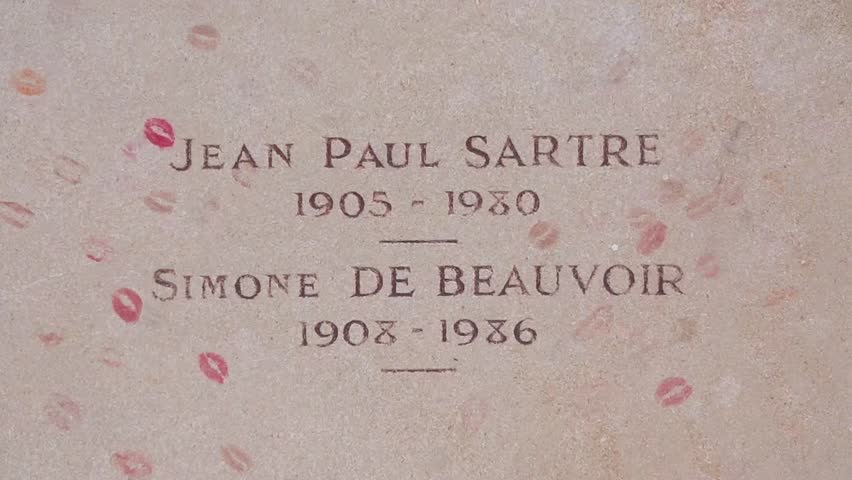 JEAN PAUL SARTRE
1905 - 1980
SIMONE DE BEAUVOIR
1908 - 1986